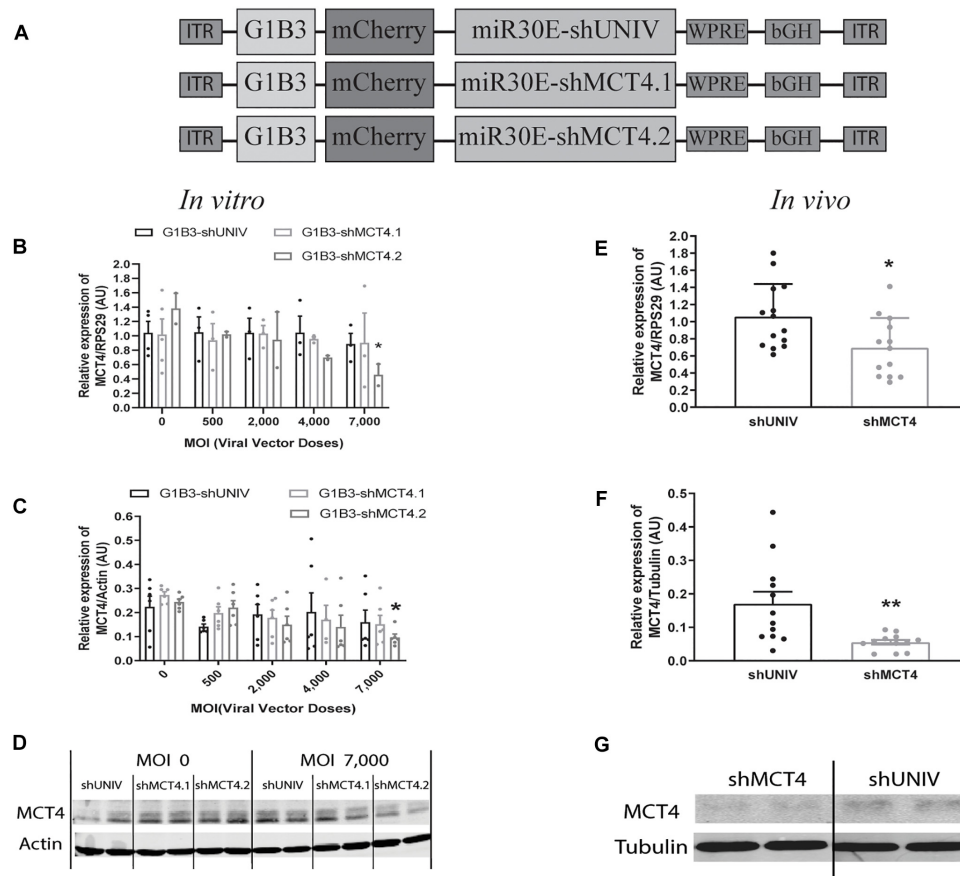 A
ITR G1B3 mCherry miR30E-shUNIV WPRE bGH ITR
ITR G1B3 mCherry miR30E-shMCT4.1 WPRE bGH ITR
ITR G1B3 mCherry miR30E-shMCT4.2 WPRE bGH ITR
In vitro
In vivo
B
G1B3-shUNIV G1B3-shMCT4.1
G1B3-shMCT4.2
Relative expression of
MCT4/RPS29 (AU)
2.0
1.8
1.6
1.4
1.2
1.0
0.8
0.6
0.4
0.2
0.0
*
0 500 2,000 4,000 7,000
MOI (Viral Vector Doses)
C
G1B3-shUNIV G1B3-shMCT4.1
G1B3-shMCT4.2
Relative expression of
MCT4/Actin (AU)
0.6
0.5
0.4
0.3
0.2
0.1
0.0
*
0 500 2,000 4,000 7,000
MOI(Viral Vector Doses)
D
MOI 0 MOI 7,000
shUNIV shMCT4.1 shMCT4.2 shUNIV shMCT4.1 shMCT4.2
MCT4
Actin
E
Relative expression of
MCT4/RPS29 (AU)
2.0
1.8
1.6
1.4
1.2
1.0
0.8
0.6
0.4
0.2
0.0
*
shUNIV shMCT4
F
Relative expression of
MCT4/Tubulin (AU)
0.5
0.4
0.3
0.2
0.1
0.0
**
shUNIV shMCT4
G
shMCT4 shUNIV
MCT4
Tubulin